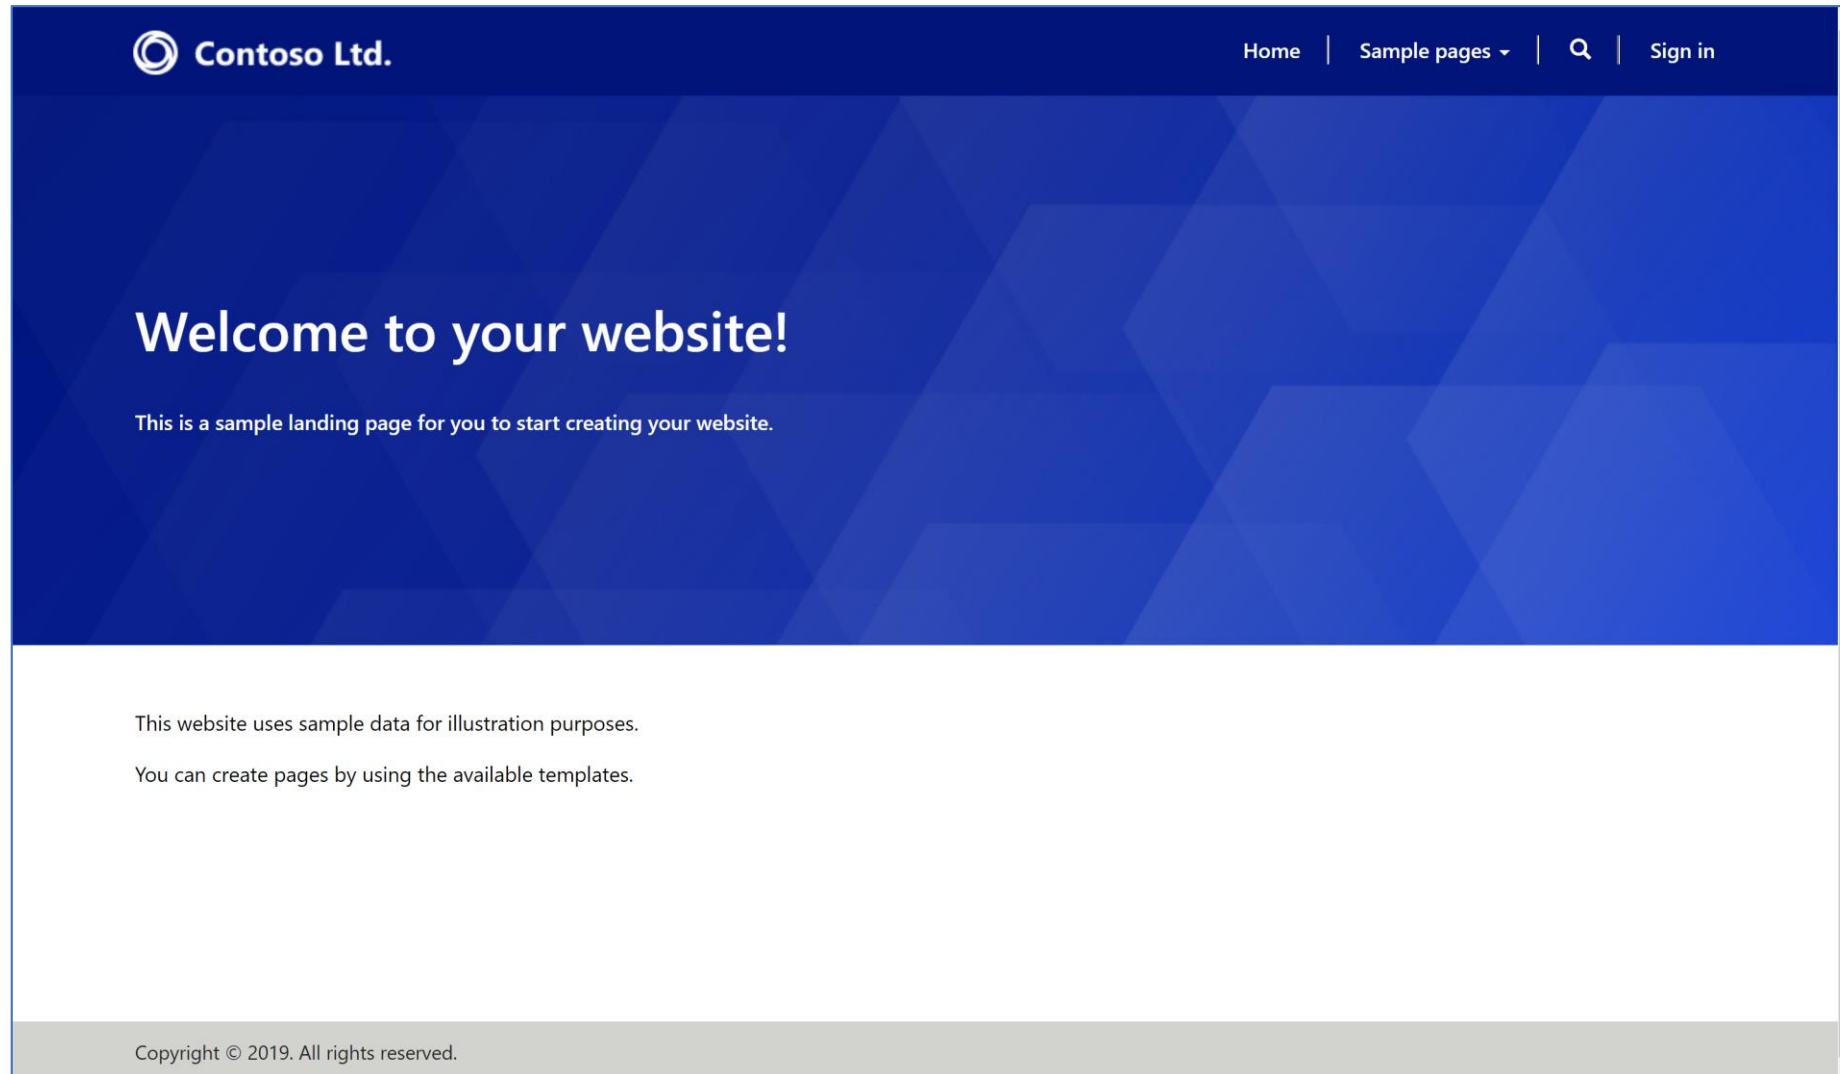 Contoso Ltd.
Home
Sample pages
Sign in
Welcome to your website!
This is a sample landing page for you to start creating your website.
This website uses sample data for illustration purposes.
You can create pages by using the available templates.
Copyright © 2019. All rights reserved.